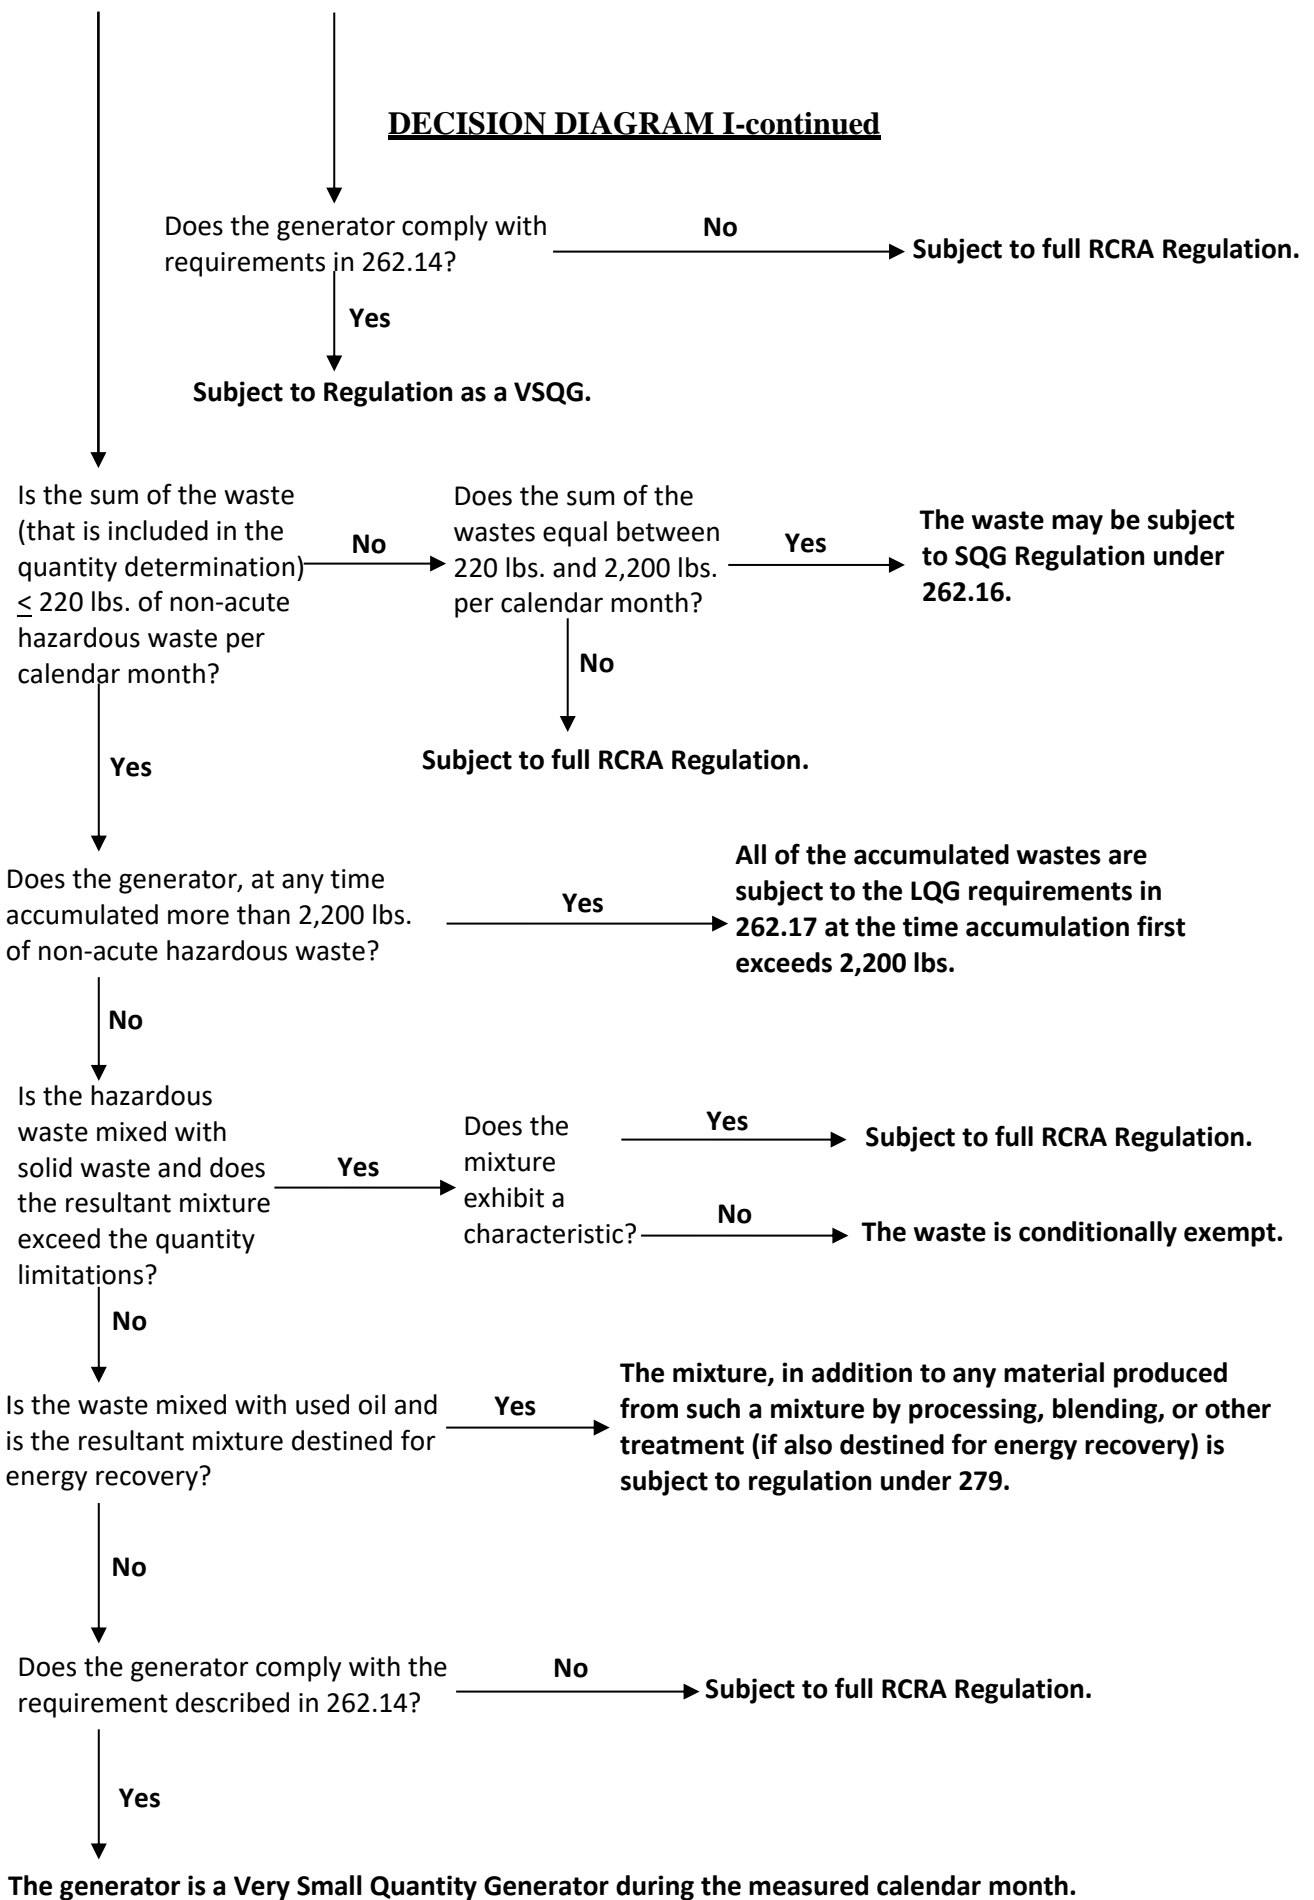 DECISION DIAGRAM I-continued
Does the generator comply with
requirements in 262.14?
No
Subject to full RCRA Regulation.
Yes
Subject to Regulation as a VSQG.
Is the sum of the waste
(that is included in the
quantity determination)
≤ 220 lbs. of non-acute
hazardous waste per
calendar month?
No
Does the sum of the
wastes equal between
220 lbs. and 2,200 lbs.
per calendar month?
Yes
The waste may be subject
to SQG Regulation under
262.16.
No
Subject to full RCRA Regulation.
Yes
Does the generator, at any time
accumulated more than 2,200 lbs.
of non-acute hazardous waste?
Yes
All of the accumulated wastes are
subject to the LQG requirements in
262.17 at the time accumulation first
exceeds 2,200 lbs.
No
Is the hazardous
waste mixed with
solid waste and does
the resultant mixture
exceed the quantity
limitations?
Yes
Does the
mixture
exhibit a
characteristic?
Yes
Subject to full RCRA Regulation.
No
The waste is conditionally exempt.
No
Is the waste mixed with used oil and
is the resultant mixture destined for
energy recovery?
Yes
The mixture, in addition to any material produced
from such a mixture by processing, blending, or other
treatment (if also destined for energy recovery) is
subject to regulation under 279.
No
Does the generator comply with the
requirement described in 262.14?
No
Subject to full RCRA Regulation.
Yes
The generator is a Very Small Quantity Generator during the measured calendar month.